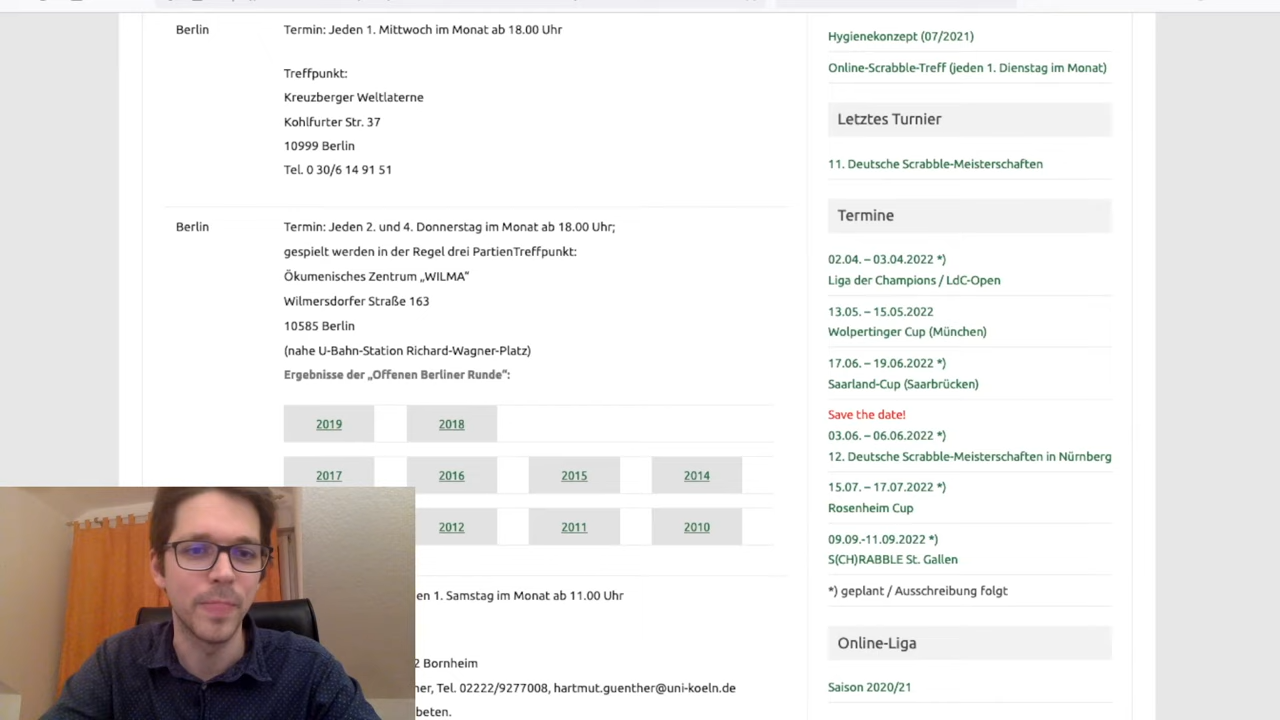 Berlin
Termin: Jeden 1. Mittwoch im Monat ab 18.00 Uhr
Treffpunkt:
Kreuzberger Weltlaterne
Kohlfurter Str. 37
10999 Berlin
Tel. 0 30/6 14 91 51
Berlin
Termin: Jeden 2. und 4. Donnerstag im Monat ab 18.00 Uhr;
gespielt werden in der Regel drei PartienTreffpunkt:
Ökumenisches Zentrum „WILMA“
Wilmersdorfer Straße 163
10585 Berlin
(nahe U-Bahn-Station Richard-Wagner-Platz)
Ergebnisse der „Offenen Berliner Runde“:
2019 2018
2017 2016 2015 2014
2012 2011 2010
en 1. Samstag im Monat ab 11.00 Uhr
2 Bornheim
er, Tel. 02222/9277008, hartmut.guenther@uni-koeln.de
beten.
Hygienekonzept (07/2021)
Online-Scrabble-Treff (jeden 1. Dienstag im Monat)
Letztes Turnier
11. Deutsche Scrabble-Meisterschaften
Termine
02.04. – 03.04.2022 *)
Liga der Champions / LdC-Open
13.05. – 15.05.2022
Wolpertinger Cup (München)
17.06. – 19.06.2022 *)
Saarland-Cup (Saarbrücken)
Save the date!
03.06. – 06.06.2022 *)
12. Deutsche Scrabble-Meisterschaften in Nürnberg
15.07. – 17.07.2022 *)
Rosenheim Cup
09.09.-11.09.2022 *)
S(CH)RABBLE St. Gallen
*) geplant / Ausschreibung folgt
Online-Liga
Saison 2020/21